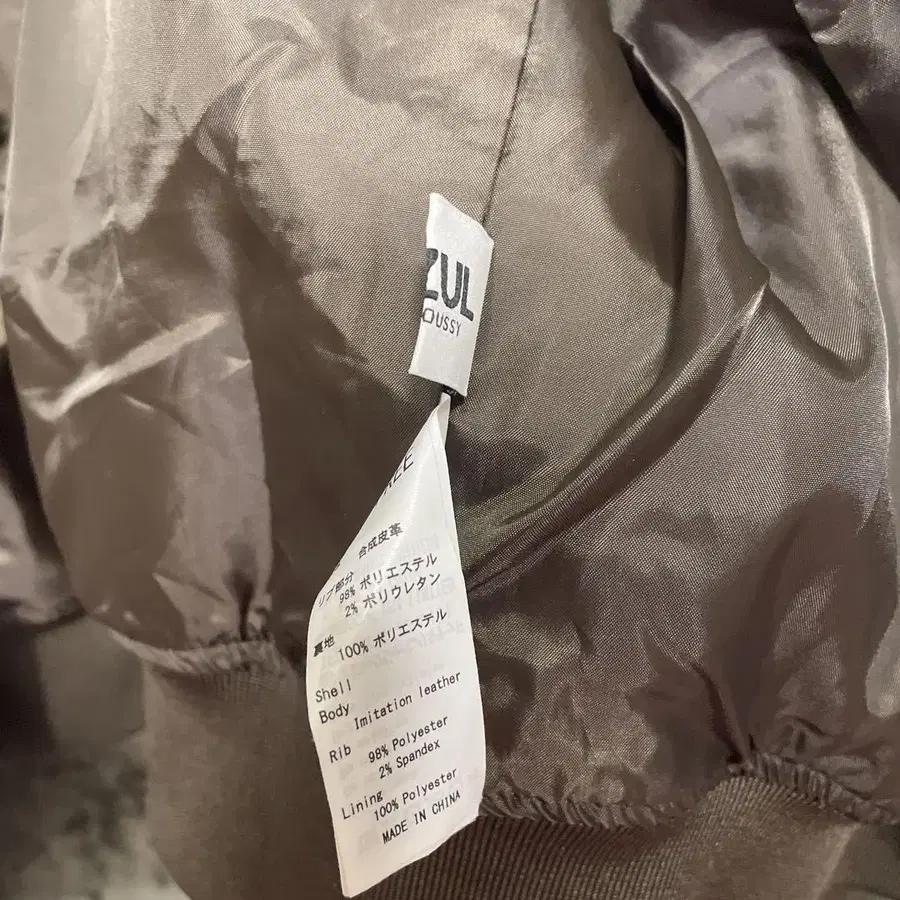 ZUL
OUSSY
REE
合成皮革
リブ部分
98% ポリエステル
2% ポリウレタン
裏地
100% ポリエステル
Shell
Body
Imitation leather
Rib 98% Polyester
2% Spandex
Lining
100% Polyester
MADE IN CHINA